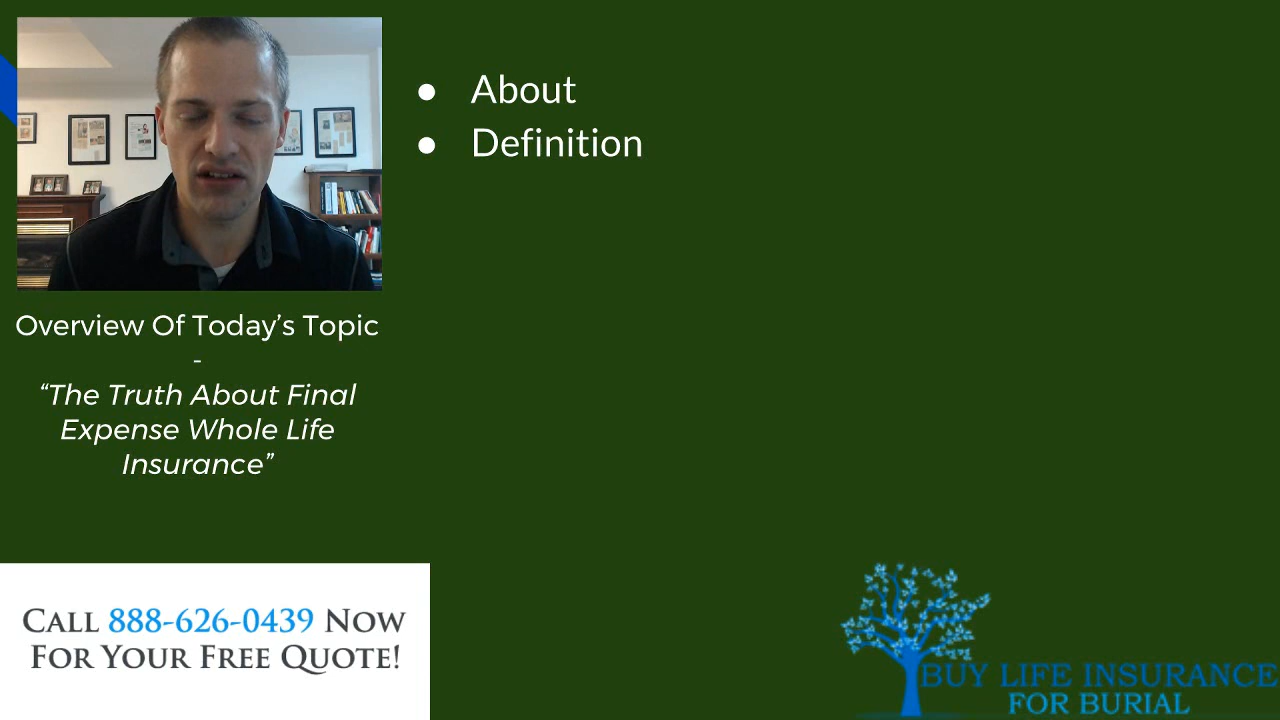 ● About
● Definition
Overview Of Today’s Topic
-
“The Truth About Final
Expense Whole Life
Insurance”
Call 888-626-0439 Now
For Your Free Quote!
BUY LIFE INSURANCE
FOR BURIAL